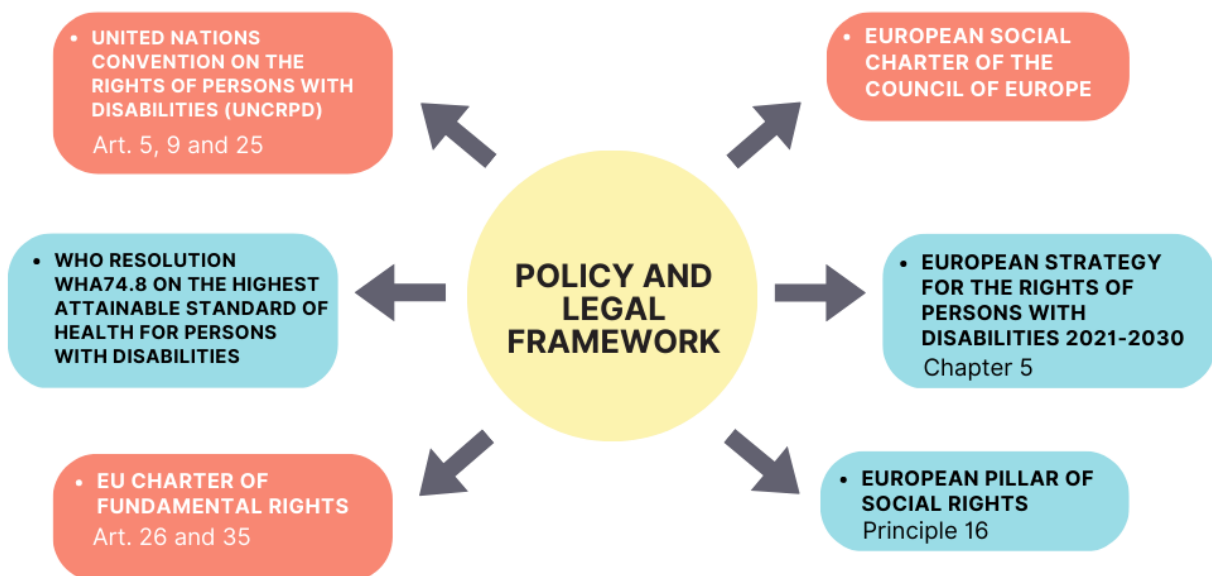 • UNITED NATIONS
CONVENTION ON THE
RIGHTS OF PERSONS WITH
DISABILITIES (UNCRPD)
Art. 5, 9 and 25
• EUROPEAN SOCIAL
CHARTER OF THE
COUNCIL OF EUROPE
• WHO RESOLUTION
WHA74.8 ON THE HIGHEST
ATTAINABLE STANDARD OF
HEALTH FOR PERSONS
WITH DISABILITIES
POLICY AND
LEGAL
FRAMEWORK
• EUROPEAN STRATEGY
FOR THE RIGHTS OF
PERSONS WITH
DISABILITIES 2021-2030
Chapter 5
• EU CHARTER OF
FUNDAMENTAL RIGHTS
Art. 26 and 35
• EUROPEAN PILLAR OF
SOCIAL RIGHTS
Principle 16